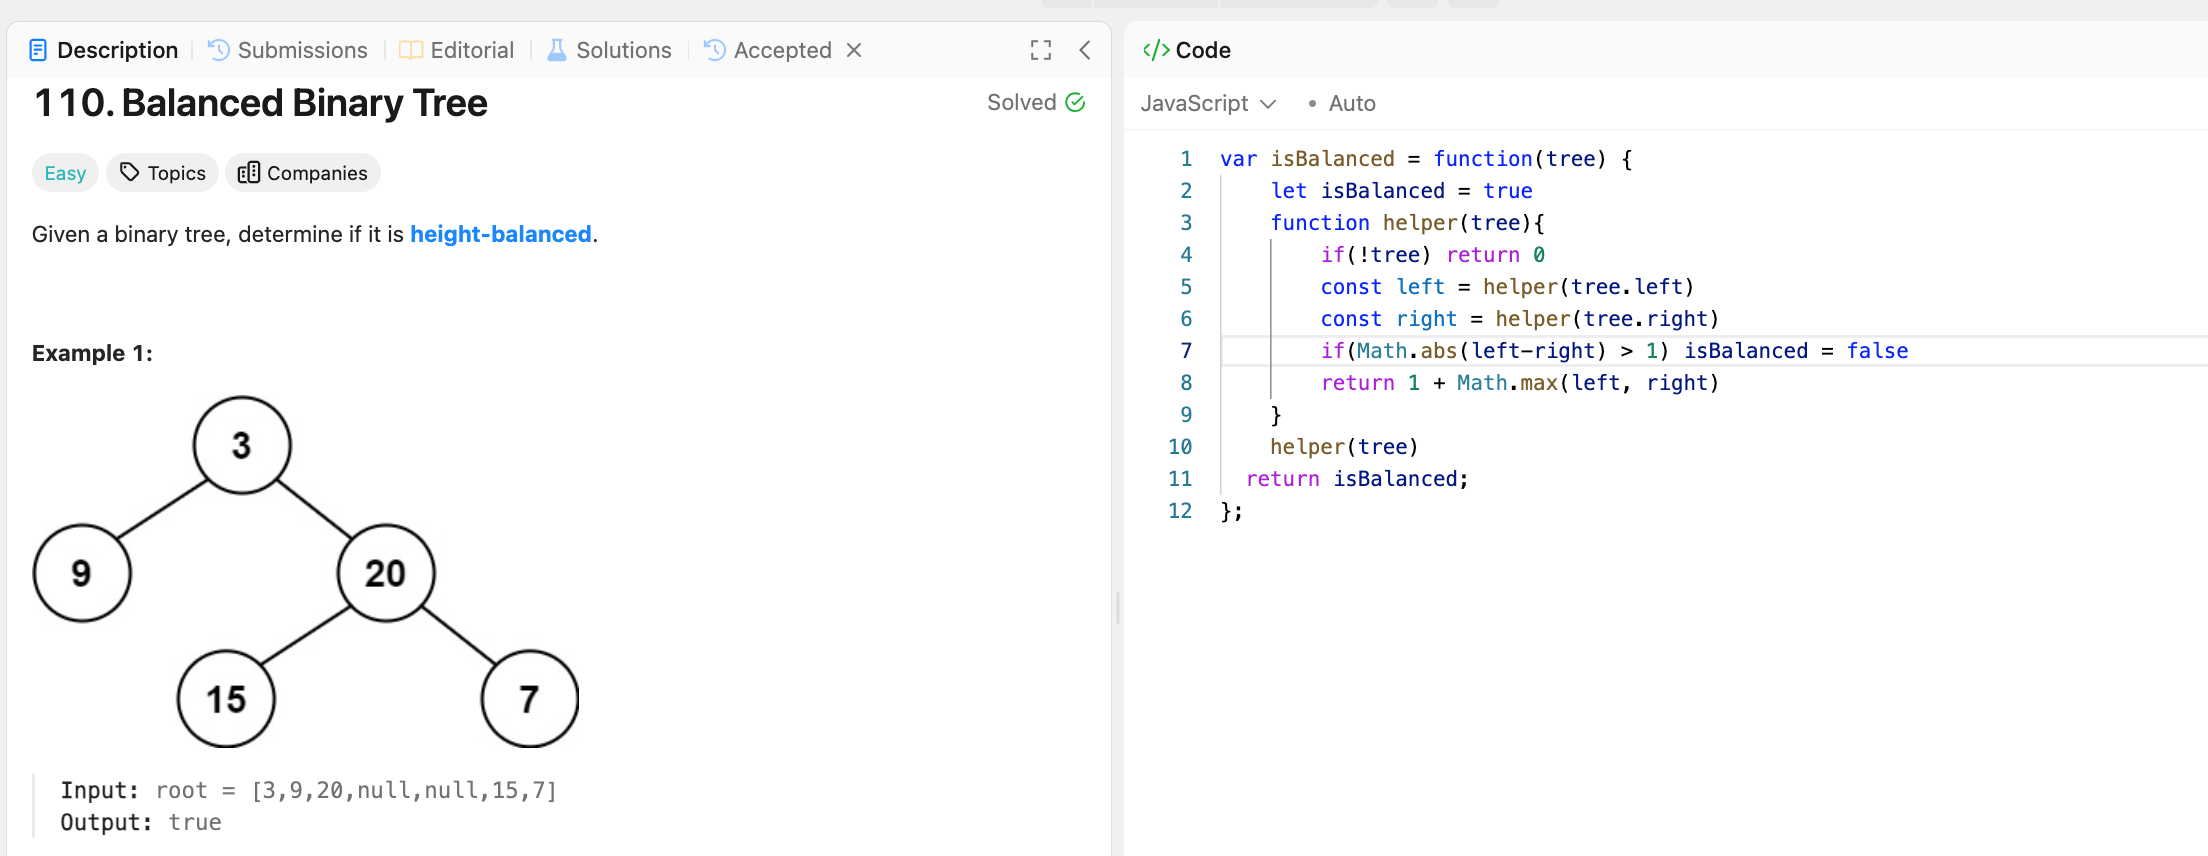 Description
Submissions
Editorial
Solutions
Accepted
110. Balanced Binary Tree
Solved
Easy
Topics
Companies
Given a binary tree, determine if it is height-balanced.
Example 1:
3
9
20
15
7
Input: root = [3,9,20,null,null,15,7]
Output: true
</> Code
JavaScript
• Auto
1 var isBalanced = function(tree) {
2     let isBalanced = true
3     function helper(tree){
4         if(!tree) return 0
5         const left = helper(tree.left)
6         const right = helper(tree.right)
7         if(Math.abs(left-right) > 1) isBalanced = false
8         return 1 + Math.max(left, right)
9     }
10     helper(tree)
11   return isBalanced;
12 };